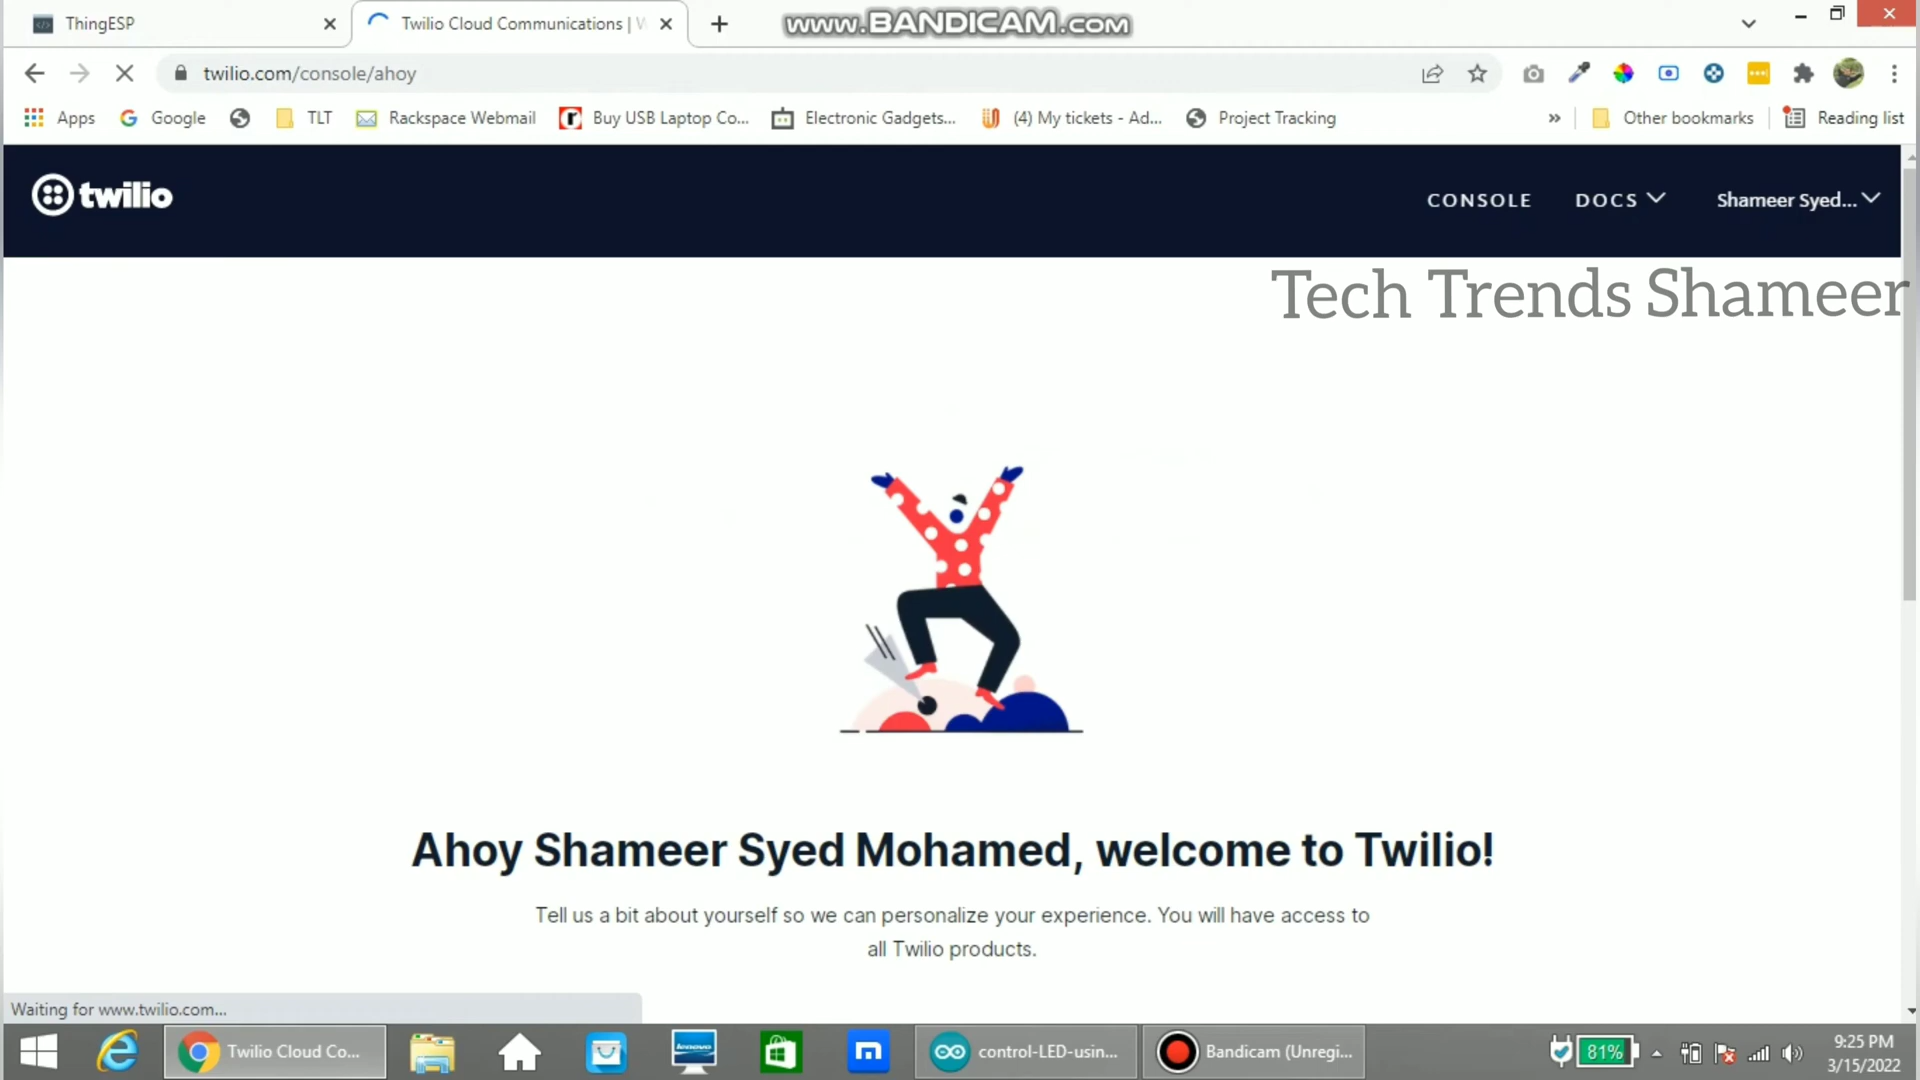 ThingESP
Twilio Cloud Communications | W
www.BANDICAM.com
twilio.com/console/ahoy
Apps
Google
TLT
Rackspace Webmail
Buy USB Laptop Co...
Electronic Gadgets...
(4) My tickets - Ad...
Project Tracking
»
Other bookmarks
Reading list
twilio
CONSOLE
DOCS
Shameer Syed...
Tech Trends Shameer
Ahoy Shameer Syed Mohamed, welcome to Twilio!
Tell us a bit about yourself so we can personalize your experience. You will have access to
all Twilio products.
Waiting for www.twilio.com...
Twilio Cloud Co...
lenovo
control-LED-usin...
Bandicam (Unregi...
81%
9:25 PM
3/15/2022